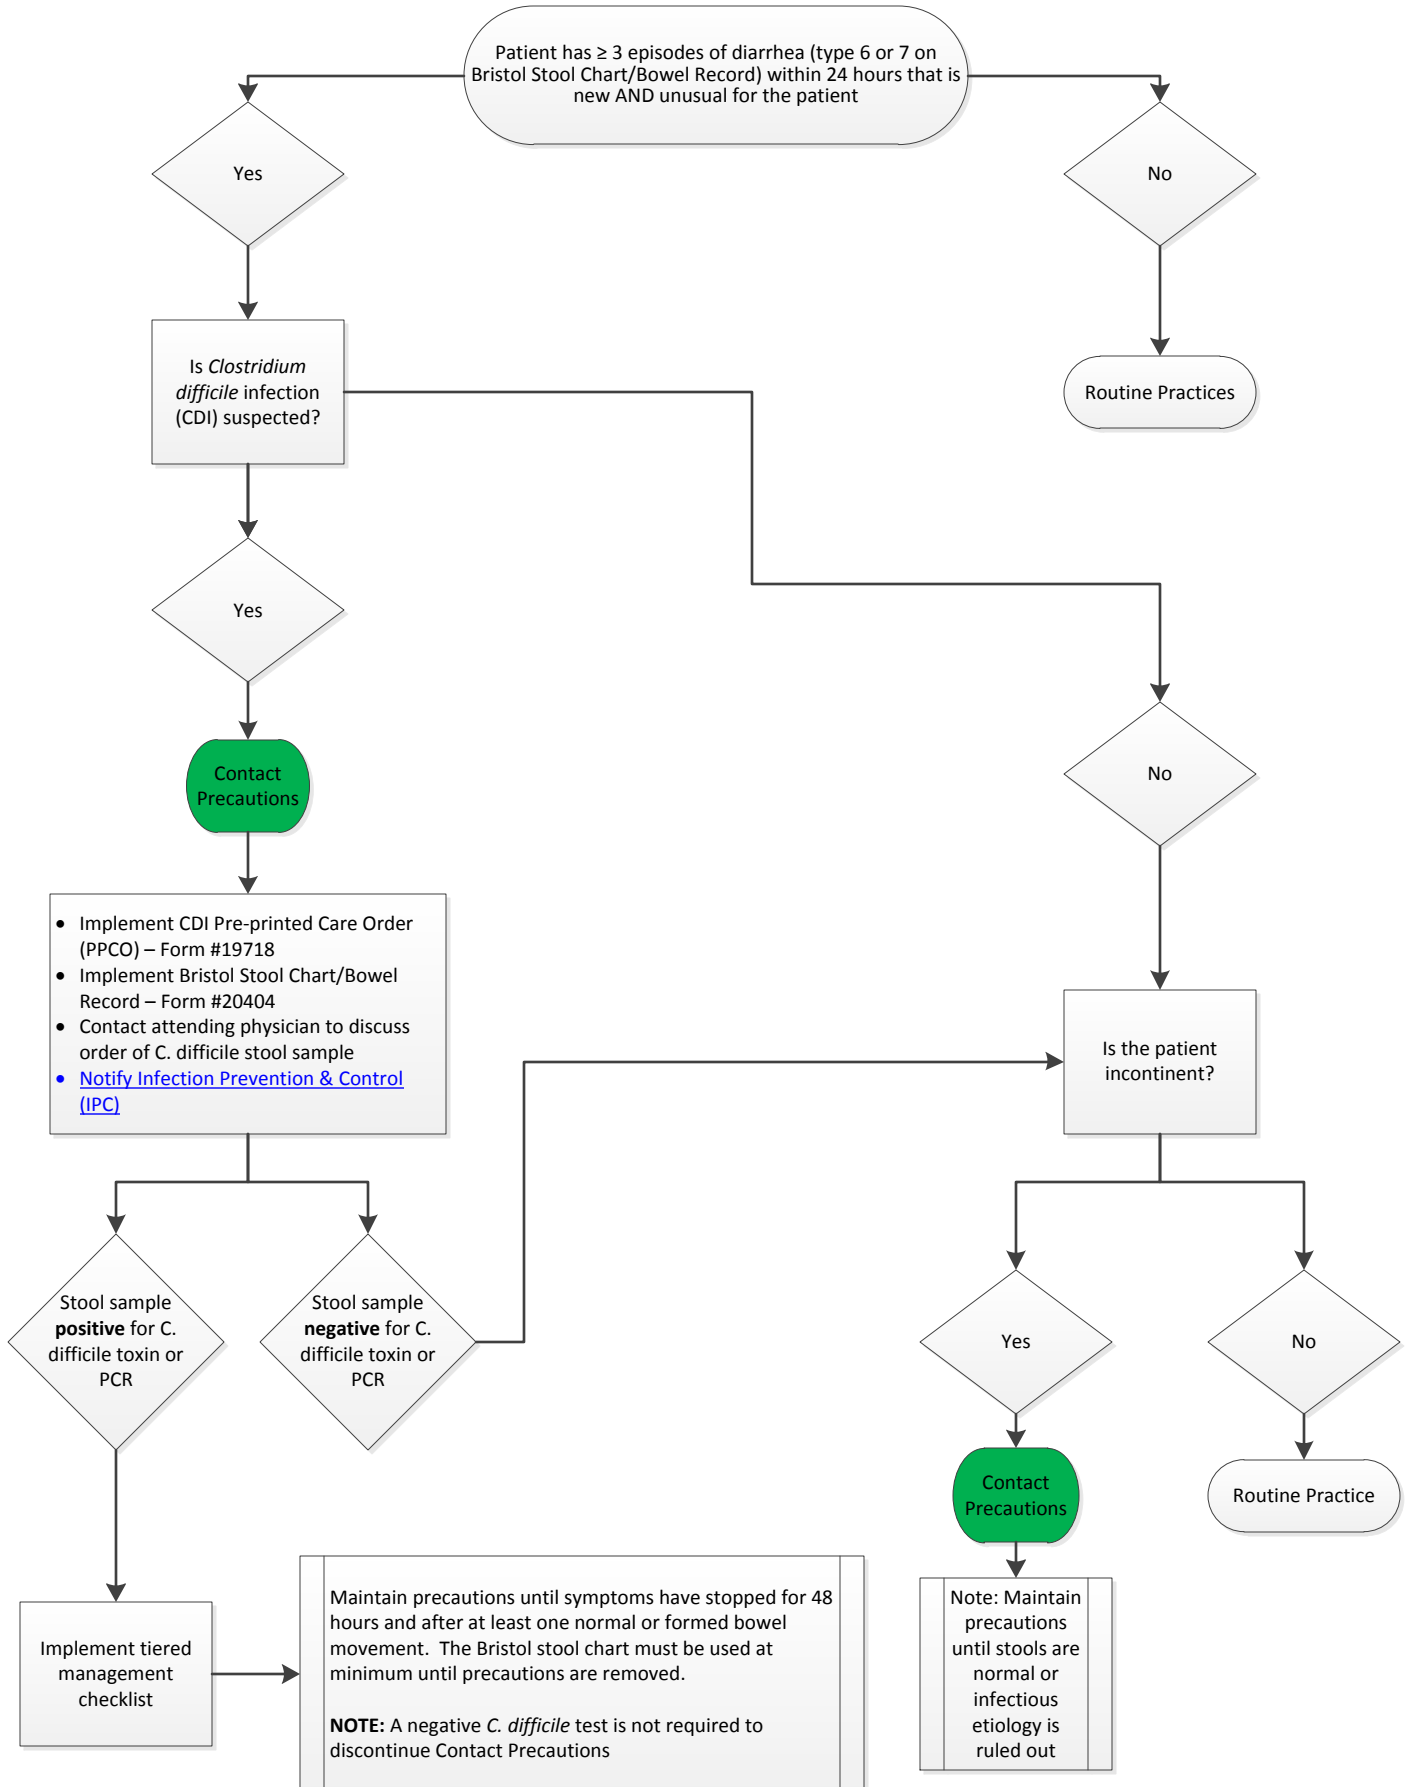 Patient has ≥ 3 episodes of diarrhea (type 6 or 7 on
Bristol Stool Chart/Bowel Record) within 24 hours that is
new AND unusual for the patient
Yes
No
Is Clostridium
difficile infection
(CDI) suspected?
Routine Practices
Yes
No
Contact
Precautions
• Implement CDI Pre-printed Care Order
(PPCO) – Form #19718
• Implement Bristol Stool Chart/Bowel
Record – Form #20404
• Contact attending physician to discuss
order of C. difficile stool sample
• Notify Infection Prevention & Control
(IPC)
Is the patient
incontinent?
Stool sample
positive for C.
difficile toxin or
PCR
Stool sample
negative for C.
difficile toxin or
PCR
Yes
No
Contact
Precautions
Routine Practice
Implement tiered
management
checklist
Maintain precautions until symptoms have stopped for 48
hours and after at least one normal or formed bowel
movement.  The Bristol stool chart must be used at
minimum until precautions are removed.
NOTE: A negative C. difficile test is not required to
discontinue Contact Precautions
Note: Maintain
precautions
until stools are
normal or
infectious
etiology is
ruled out